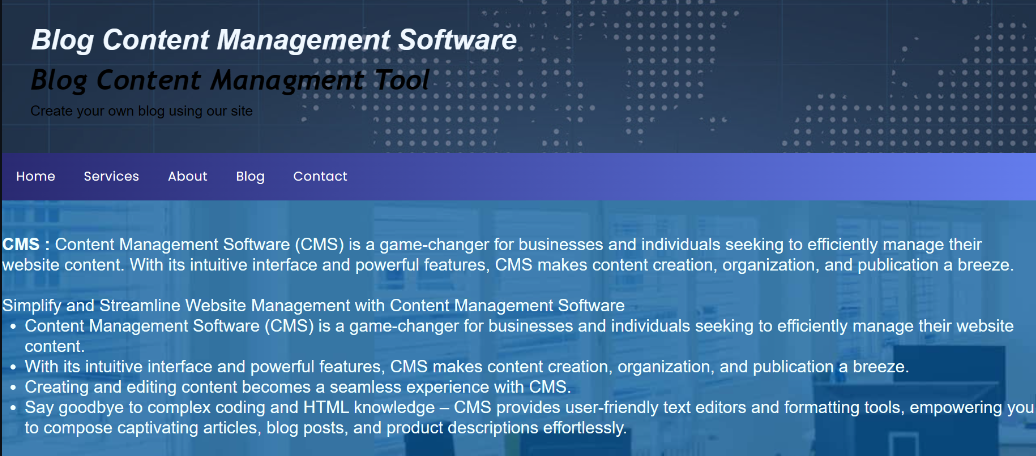 Blog Content Management Software
Blog Content Managment Tool
Create your own blog using our site
Home Services About Blog Contact
CMS : Content Management Software (CMS) is a game-changer for businesses and individuals seeking to efficiently manage their
website content. With its intuitive interface and powerful features, CMS makes content creation, organization, and publication a breeze.
Simplify and Streamline Website Management with Content Management Software
• Content Management Software (CMS) is a game-changer for businesses and individuals seeking to efficiently manage their website
content.
• With its intuitive interface and powerful features, CMS makes content creation, organization, and publication a breeze.
• Creating and editing content becomes a seamless experience with CMS.
• Say goodbye to complex coding and HTML knowledge – CMS provides user-friendly text editors and formatting tools, empowering you
to compose captivating articles, blog posts, and product descriptions effortlessly.